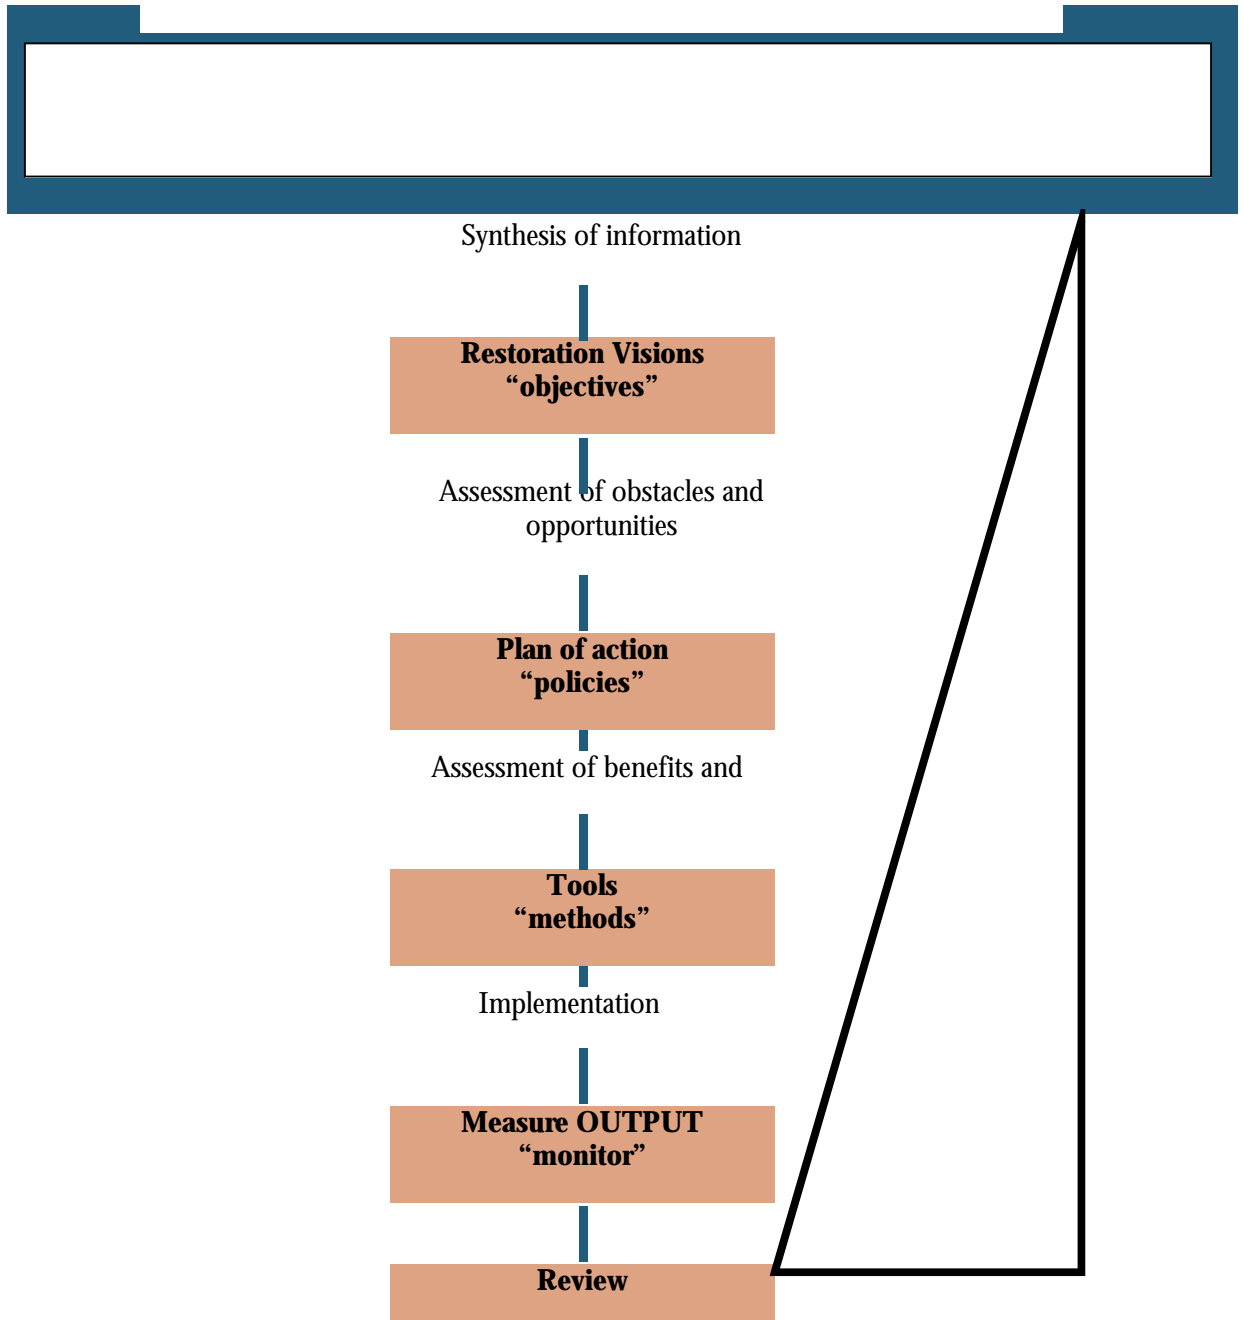 Synthesis of information
Restoration Visions
“objectives”
Assessment of obstacles and
opportunities
Plan of action
“policies”
Assessment of benefits and
Tools
“methods”
Implementation
Measure OUTPUT
“monitor”
Review